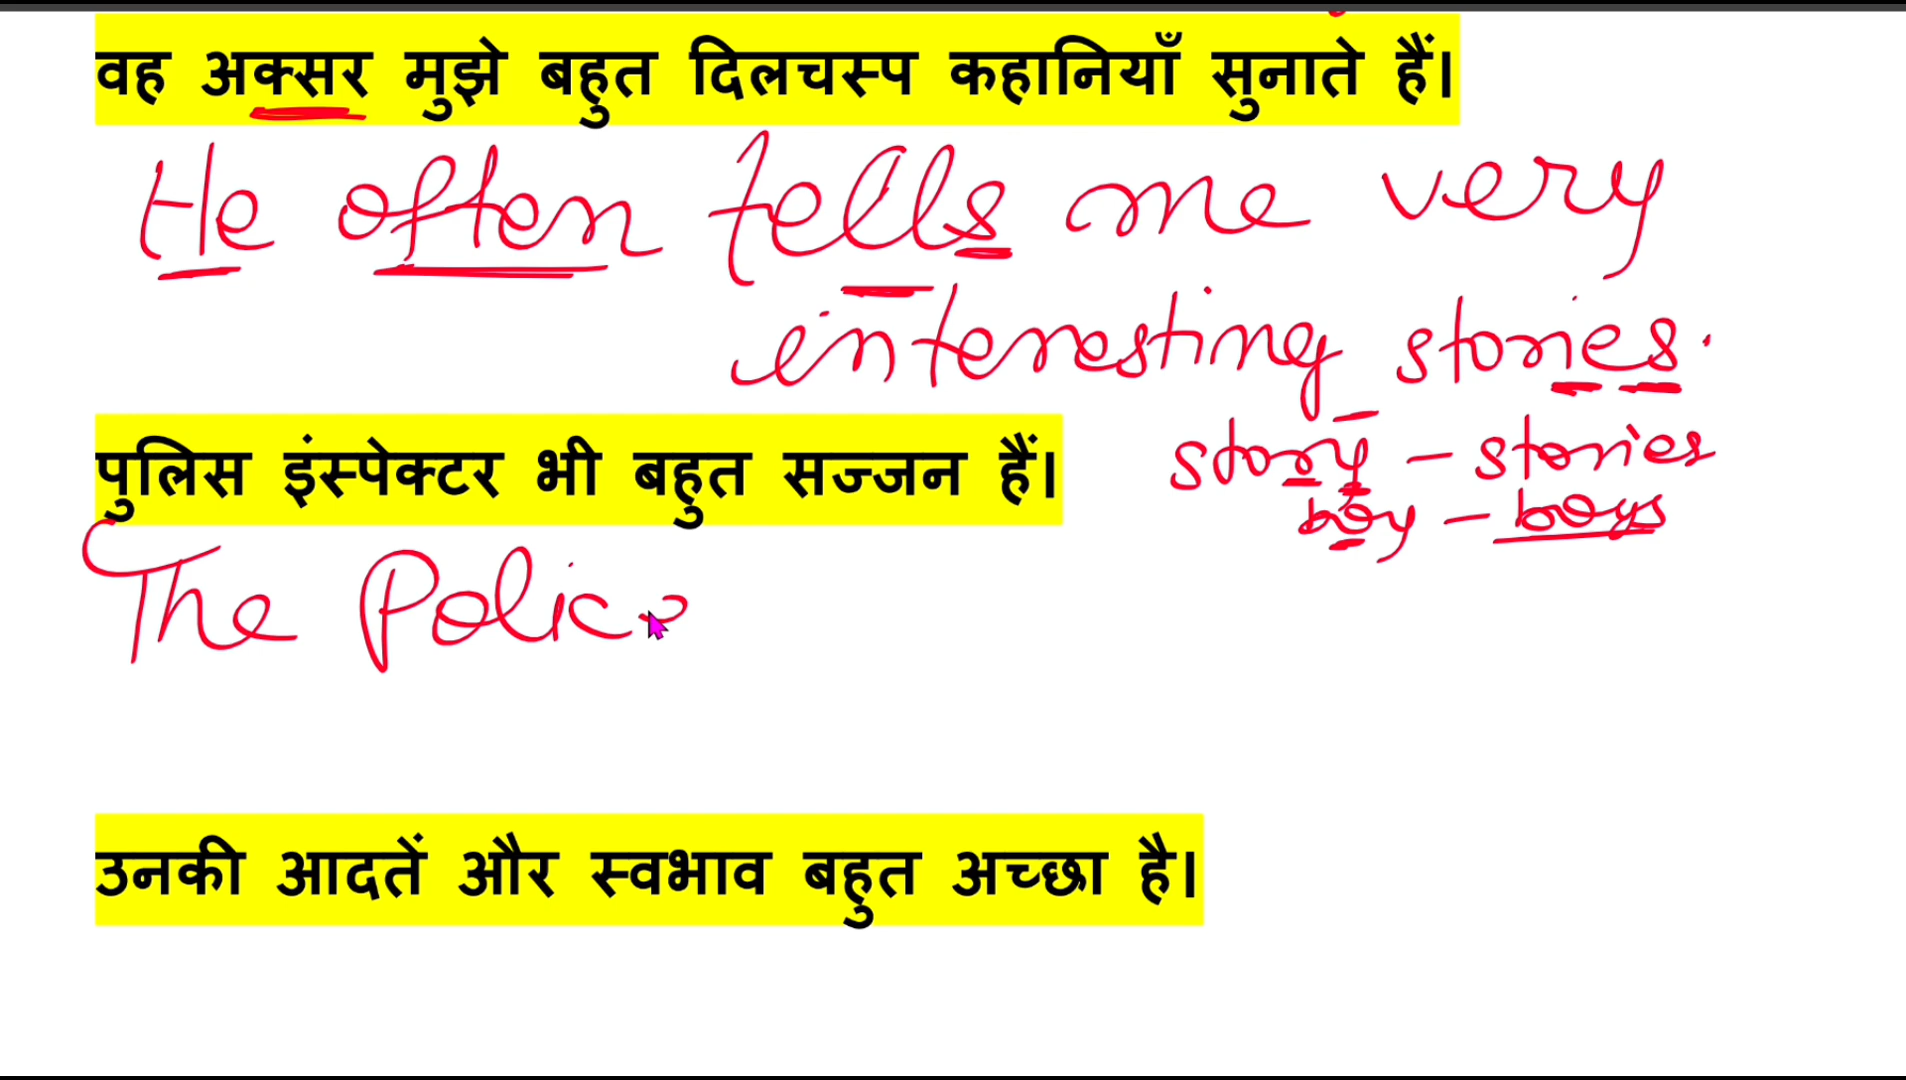 वह अक्सर मुझे बहुत दिलचस्प कहानियाँ सुनाते हैं।
He often tells me very
interesting stories.
पुलिस इंस्पेक्टर भी बहुत सज्जन हैं।
story - stories
boy - boys
The Police
उनकी आदतें और स्वभाव बहुत अच्छा है।